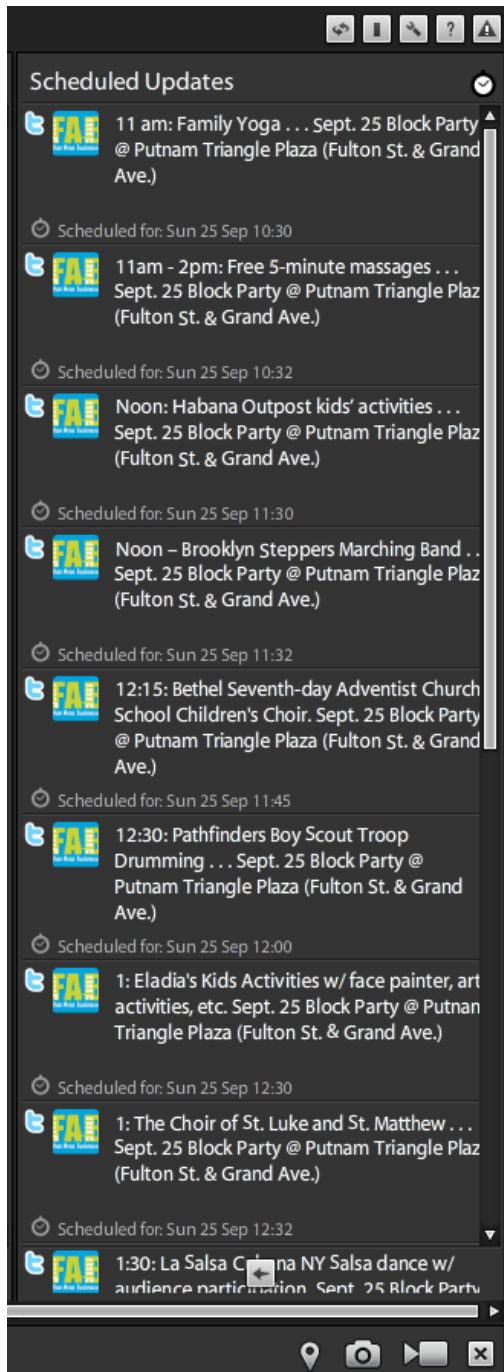 ?
Scheduled Updates
11 am: Family Yoga . . . Sept. 25 Block Party
@ Putnam Triangle Plaza (Fulton St. & Grand
Ave.)
Scheduled for: Sun 25 Sep 10:30
11am - 2pm: Free 5-minute massages . . .
Sept. 25 Block Party @ Putnam Triangle Plaz
(Fulton St. & Grand Ave.)
Scheduled for: Sun 25 Sep 10:32
Noon: Habana Outpost kids’ activities . . .
Sept. 25 Block Party @ Putnam Triangle Plaz
(Fulton St. & Grand Ave.)
Scheduled for: Sun 25 Sep 11:30
Noon – Brooklyn Steppers Marching Band . .
Sept. 25 Block Party @ Putnam Triangle Plaz
(Fulton St. & Grand Ave.)
Scheduled for: Sun 25 Sep 11:32
12:15: Bethel Seventh-day Adventist Church
School Children's Choir. Sept. 25 Block Party
@ Putnam Triangle Plaza (Fulton St. & Grand
Ave.)
Scheduled for: Sun 25 Sep 11:45
12:30: Pathfinders Boy Scout Troop
Drumming . . . Sept. 25 Block Party @
Putnam Triangle Plaza (Fulton St. & Grand
Ave.)
Scheduled for: Sun 25 Sep 12:00
1: Eladia's Kids Activities w/ face painter, art
activities, etc. Sept. 25 Block Party @ Putnam
Triangle Plaza (Fulton St. & Grand Ave.)
Scheduled for: Sun 25 Sep 12:30
1: The Choir of St. Luke and St. Matthew . . .
Sept. 25 Block Party @ Putnam Triangle Plaz
(Fulton St. & Grand Ave.)
Scheduled for: Sun 25 Sep 12:32
1:30: La Salsa NY Salsa dance w/
audience participation. Sept. 25 Block Party